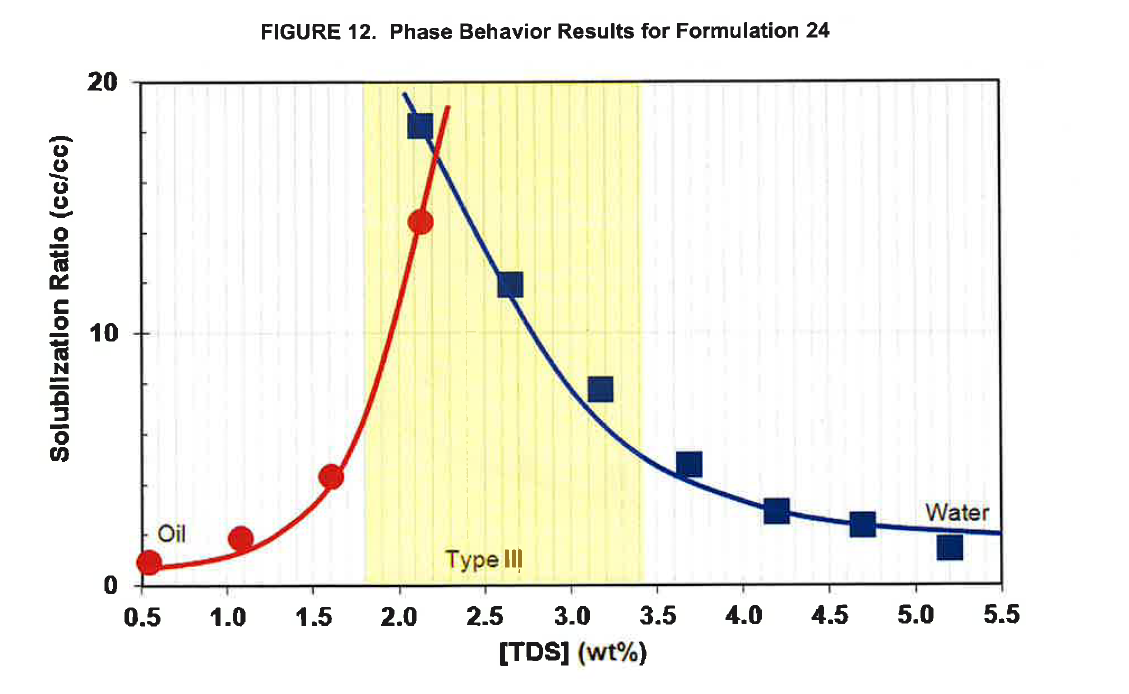 FIGURE 12. Phase Behavior Results for Formulation 24
Solublization Ratio (cc/cc)
20
10
0
Oil
Type III
Water
0.5 1.0 1.5 2.0 2.5 3.0 3.5 4.0 4.5 5.0 5.5
[TDS] (wt%)